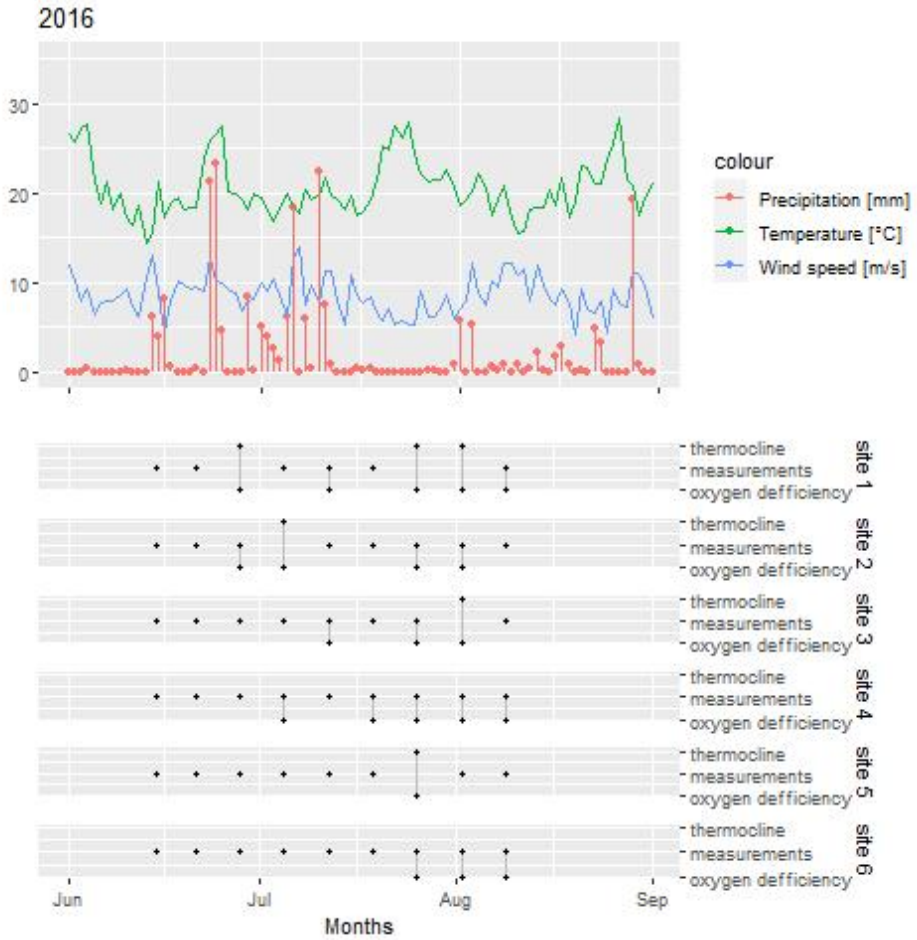 2016
30
20
10
0
colour
Precipitation [mm]
Temperature [°C]
Wind speed [m/s]
thermocline
measurements
oxygen defficiency
site 1
thermocline
measurements
oxygen defficiency
site 2
thermocline
measurements
oxygen defficiency
site 3
thermocline
measurements
oxygen defficiency
site 4
thermocline
measurements
oxygen defficiency
site 5
thermocline
measurements
oxygen defficiency
site 6
Jun
Jul
Aug
Sep
Months